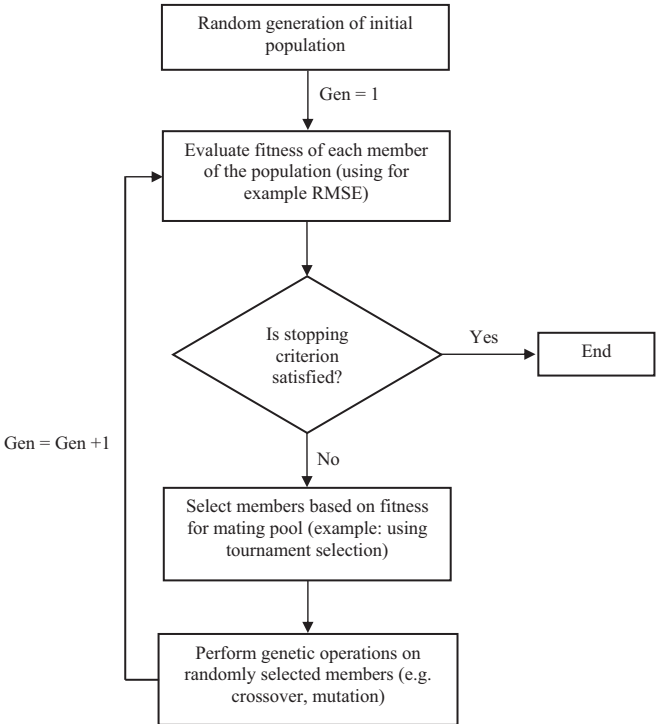 Random generation of initial
population
Gen = 1
Evaluate fitness of each member
of the population (using for
example RMSE)
Is stopping
criterion
satisfied?
Yes
End
Gen = Gen +1
No
Select members based on fitness
for mating pool (example: using
tournament selection)
Perform genetic operations on
randomly selected members (e.g.
crossover, mutation)